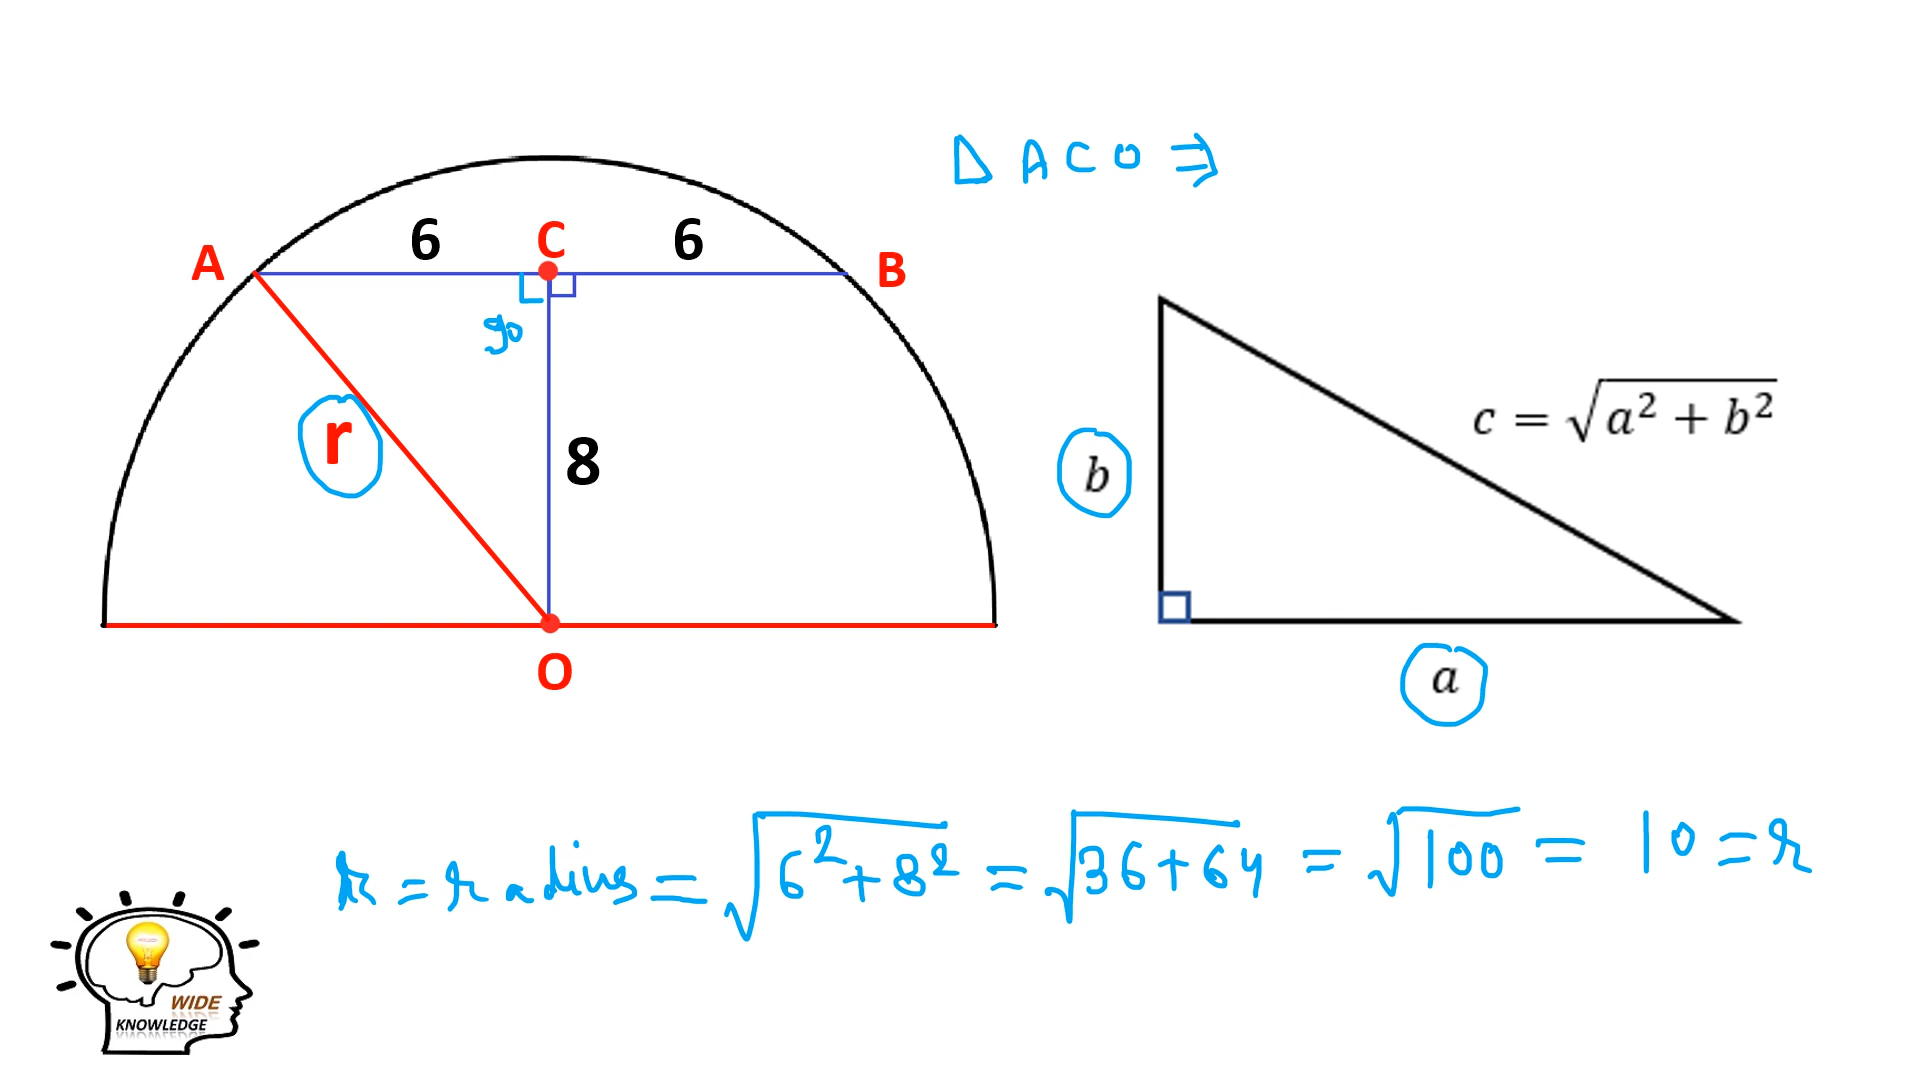 △ ACO ⇒
6 C 6
A B
90
r 8
c = √(a² + b²)
b
O
a
r = radius = √(6² + 8²) = √(36 + 64) = √100 = 10 = r
WIDE
KNOWLEDGE